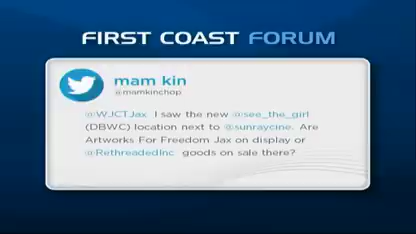 FIRST COAST FORUM
mam kin
@mamkinchop
@WJCTJax I saw the new @see_the_girl
(DBWC) location next to @sunraycine. Are
Artworks For Freedom Jax on display or
@RethreadedInc goods on sale there?